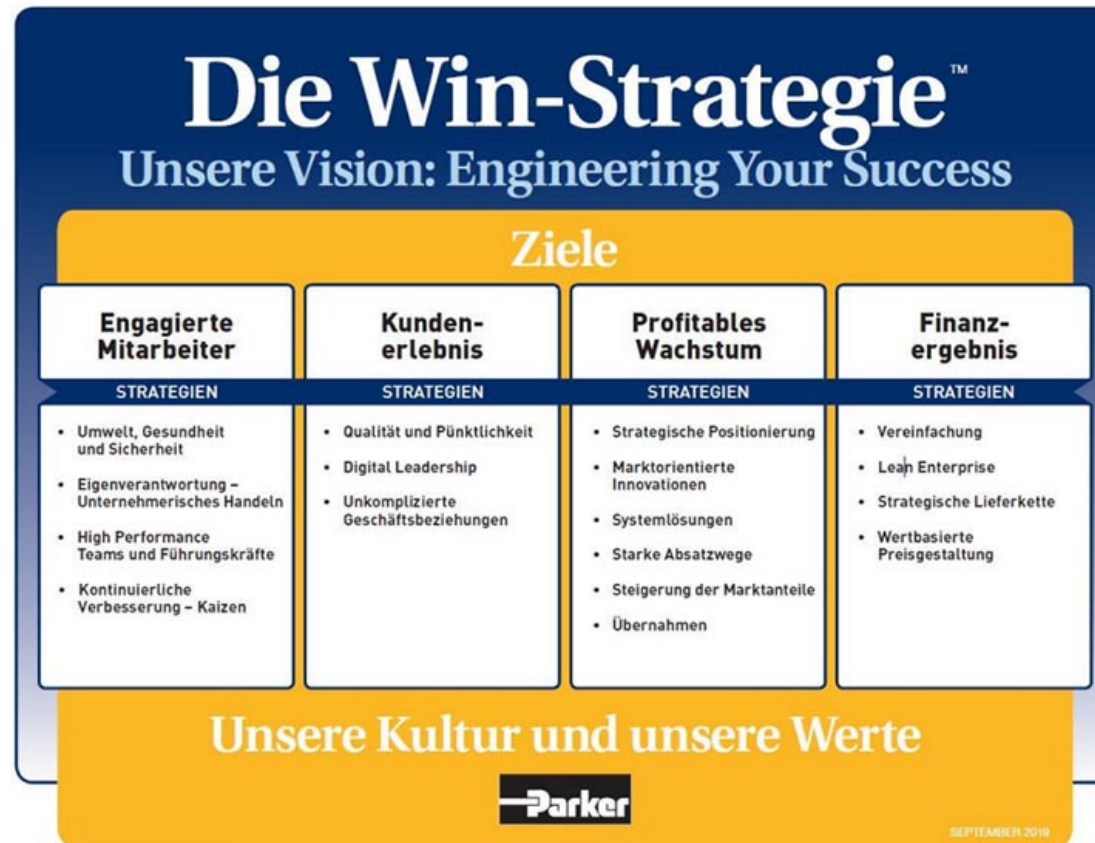 Die Win-Strategie™
Unsere Vision: Engineering Your Success
Ziele
Engagierte
Mitarbeiter
STRATEGIEN
• Umwelt, Gesundheit
und Sicherheit
• Eigenverantwortung –
Unternehmerisches Handeln
• High Performance
Teams und Führungskräfte
• Kontinuierliche
Verbesserung – Kaizen
Kunden-
erlebnis
STRATEGIEN
• Qualität und Pünktlichkeit
• Digital Leadership
• Unkomplizierte
Geschäftsbeziehungen
Profitables
Wachstum
STRATEGIEN
• Strategische Positionierung
• Marktorientierte
Innovationen
• Systemlösungen
• Starke Absatzwege
• Steigerung der Marktanteile
• Übernahmen
Finanz-
ergebnis
STRATEGIEN
• Vereinfachung
• Lean Enterprise
• Strategische Lieferkette
• Wertbasierte
Preisgestaltung
Unsere Kultur und unsere Werte
Parker
SEPTEMBER 2019